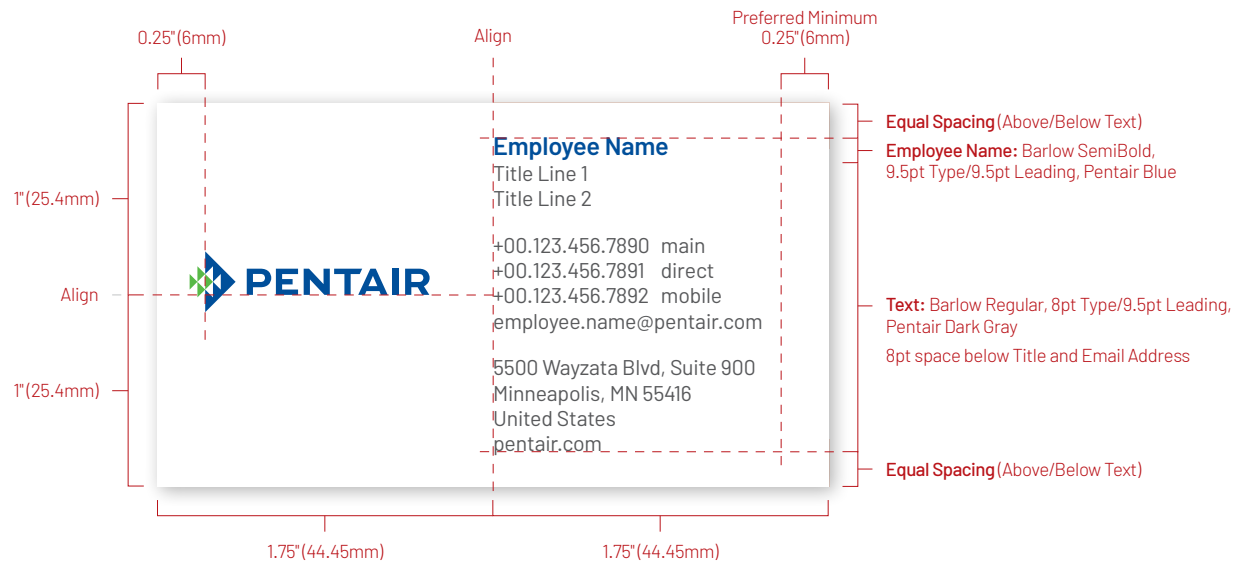 Preferred Minimum
0.25"(6mm)
Align
0.25"(6mm)
Equal Spacing (Above/Below Text)
Employee Name
Employee Name: Barlow SemiBold,
9.5pt Type/9.5pt Leading, Pentair Blue
Title Line 1
Title Line 2
1"(25.4mm)
+00.123.456.7890 main
+00.123.456.7891 direct
+00.123.456.7892 mobile
employee.name@pentair.com
PENTAIR
Align
Text: Barlow Regular, 8pt Type/9.5pt Leading,
Pentair Dark Gray
8pt space below Title and Email Address
1"(25.4mm)
5500 Wayzata Blvd, Suite 900
Minneapolis, MN 55416
United States
pentair.com
Equal Spacing (Above/Below Text)
1.75"(44.45mm)
1.75"(44.45mm)